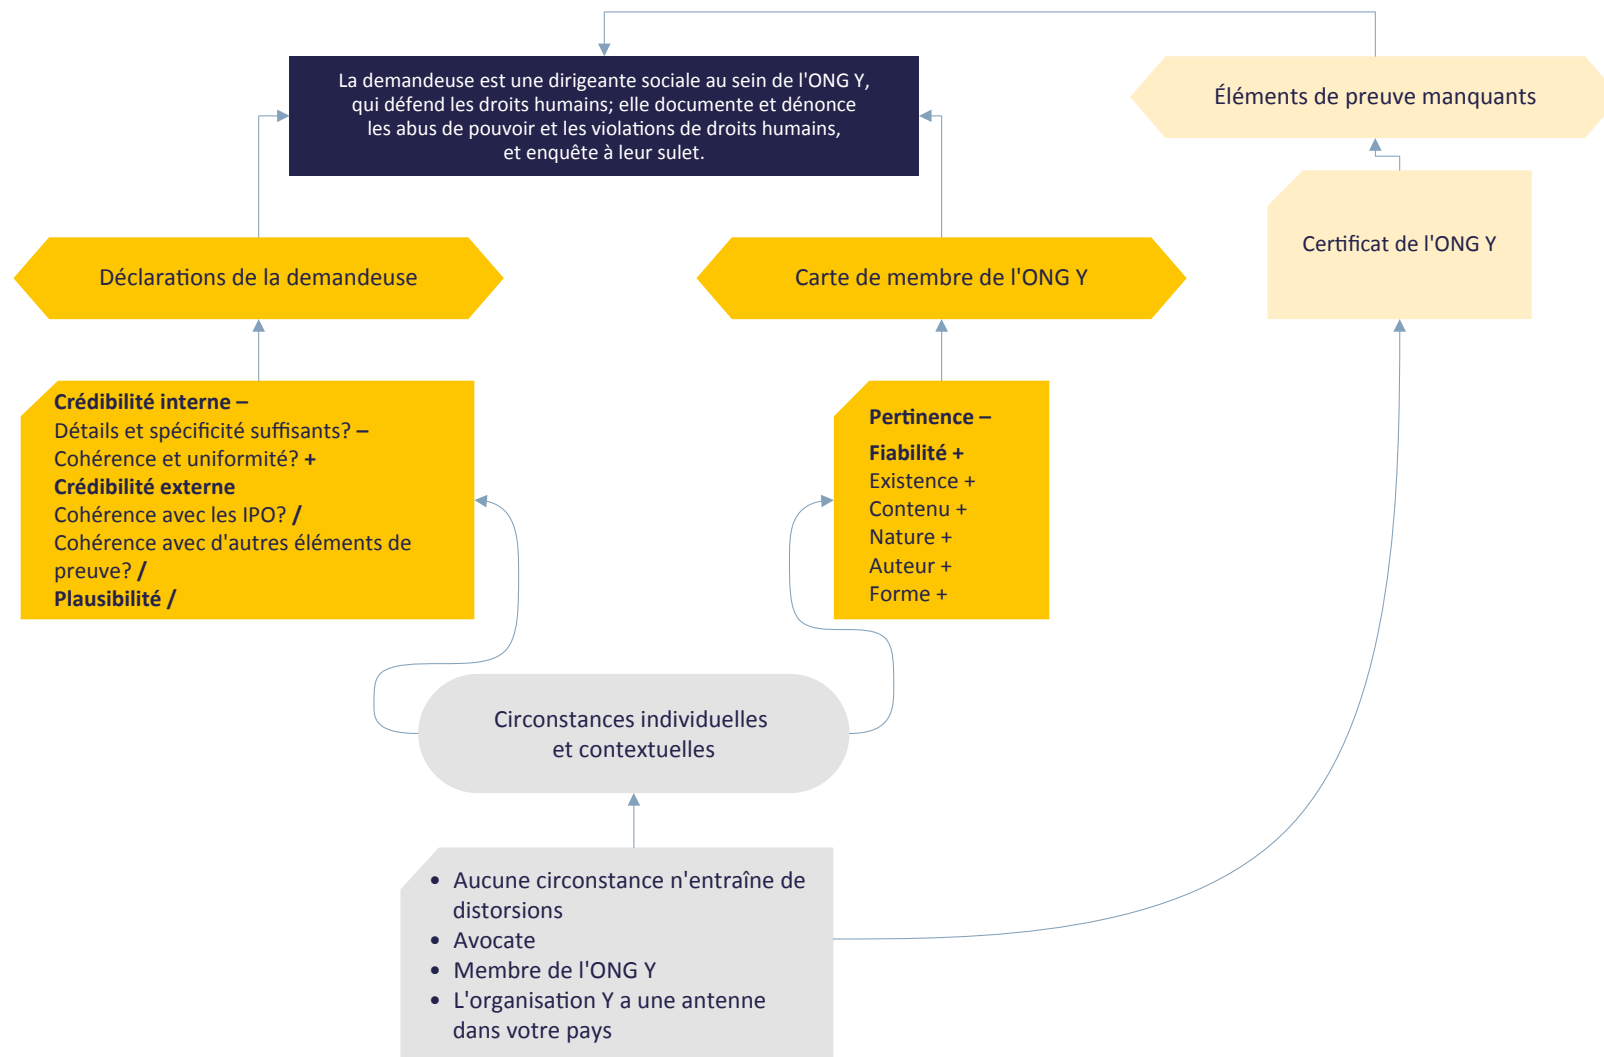 La demandeuse est une dirigeante sociale au sein de l'ONG Y,
qui défend les droits humains; elle documente et dénonce
les abus de pouvoir et les violations de droits humains,
et enquête à leur sulet.
Éléments de preuve manquants
Certificat de l'ONG Y
Déclarations de la demandeuse
Carte de membre de l'ONG Y
Crédibilité interne –
Détails et spécificité suffisants? –
Cohérence et uniformité? +
Crédibilité externe
Cohérence avec les IPO? /
Cohérence avec d'autres éléments de
preuve? /
Plausibilité /
Pertinence –
Fiabilité +
Existence +
Contenu +
Nature +
Auteur +
Forme +
Circonstances individuelles
et contextuelles
• Aucune circonstance n'entraîne de
distorsions
• Avocate
• Membre de l'ONG Y
• L'organisation Y a une antenne
dans votre pays